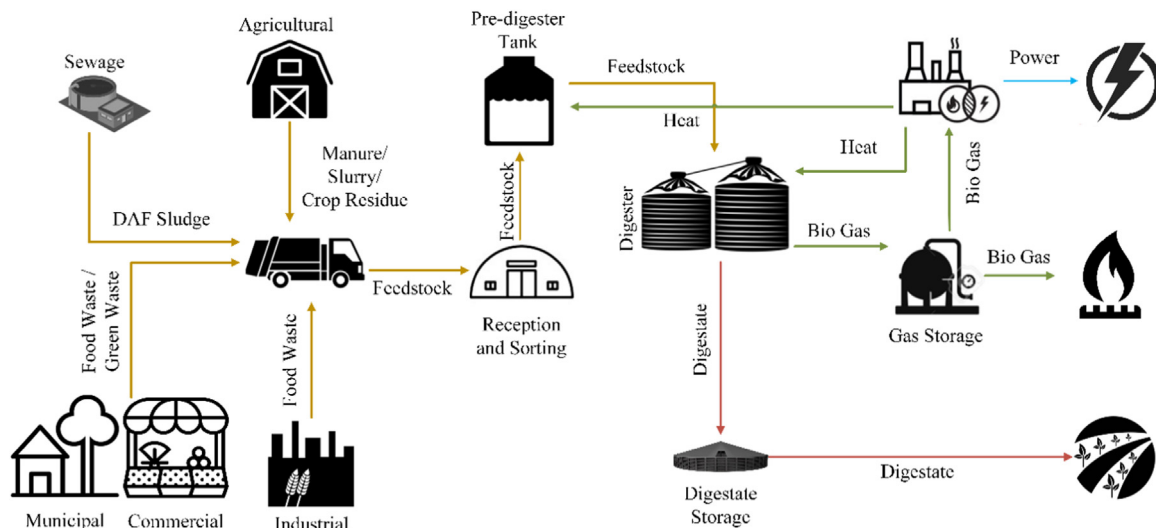 Agricultural
Pre-digester
Tank
Sewage
Feedstock
Power
Heat
Heat
Manure/
Slurry/
Crop Residue
Feedstock
Digester
Bio Gas
DAF Sludge
Bio Gas
Bio Gas
Feedstock
Food Waste /
Green Waste
Reception
and Sorting
Gas Storage
Food Waste
Digestate
Digestate
Digestate
Storage
Municipal
Commercial
Industrial